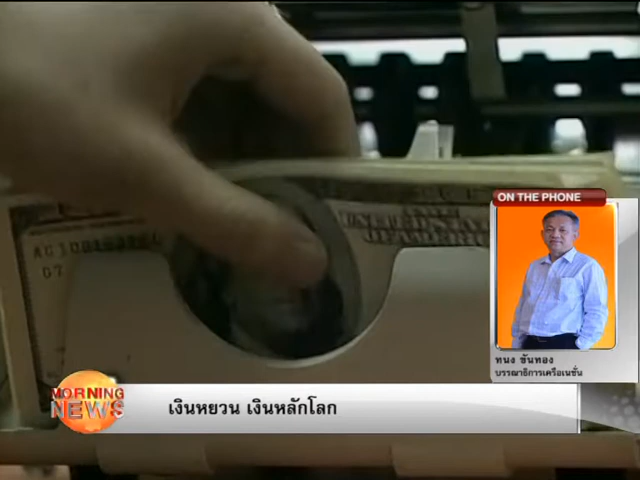 ON THE PHONE
ทนง ขันทอง
บรรณาธิการเครือเนชั่น
MORNING
NEWS
เงินหยวน เงินหลักโลก